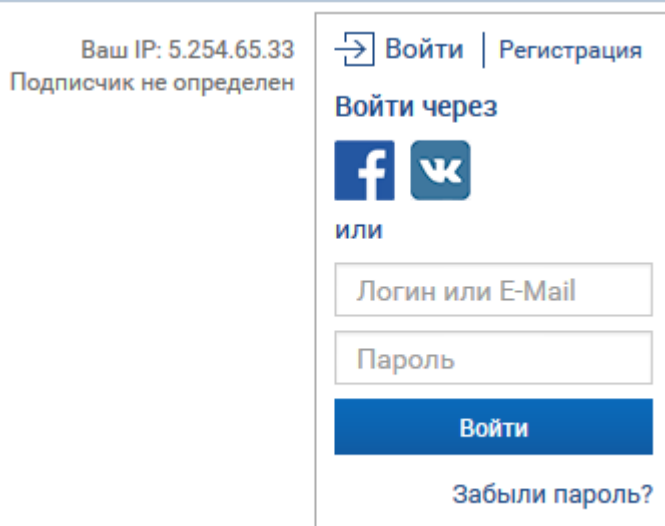 Ваш IP: 5.254.65.33
Подписчик не определен
Войти | Регистрация
Войти через
или
Логин или E-Mail
Пароль
Войти
Забыли пароль?